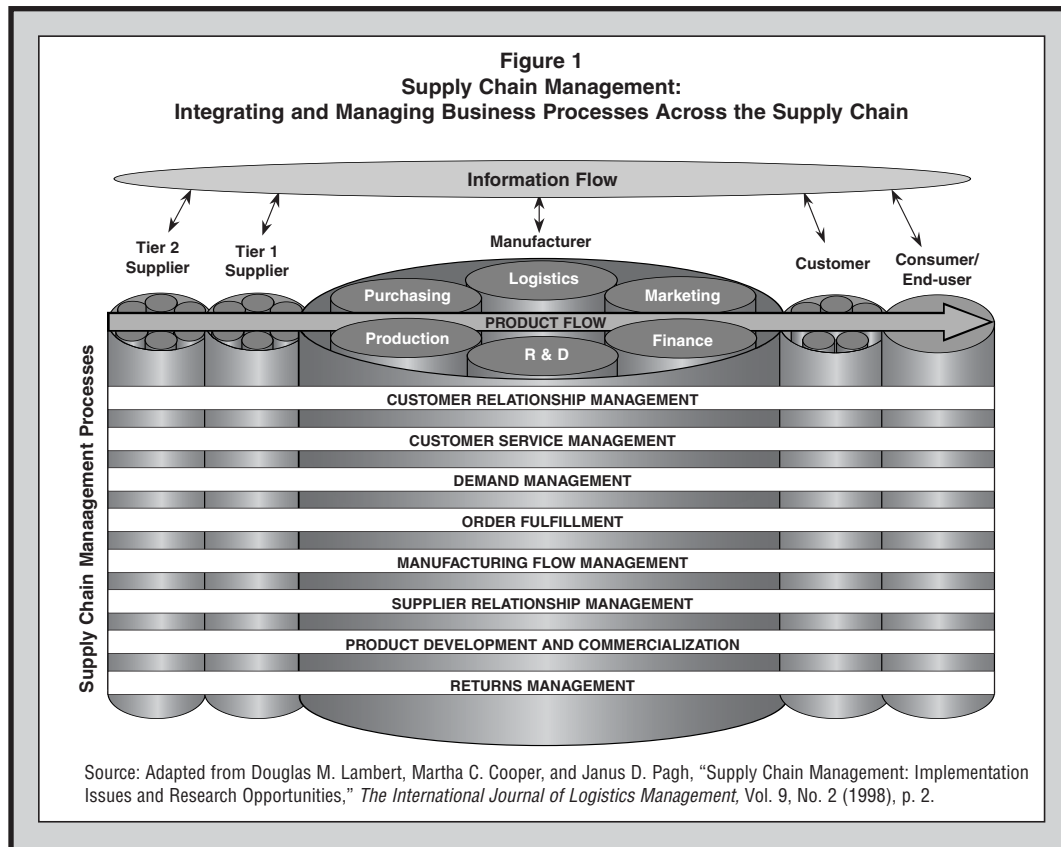 Figure 1
Supply Chain Management:
Integrating and Managing Business Processes Across the Supply Chain
Information Flow
Tier 2
Supplier
Tier 1
Supplier
Manufacturer
Customer
Consumer/
End-user
Logistics
Purchasing
Marketing
PRODUCT FLOW
Production
Finance
R & D
Supply Chain Manaagement Processes
CUSTOMER RELATIONSHIP MANAGEMENT
CUSTOMER SERVICE MANAGEMENT
DEMAND MANAGEMENT
ORDER FULFILLMENT
MANUFACTURING FLOW MANAGEMENT
SUPPLIER RELATIONSHIP MANAGEMENT
PRODUCT DEVELOPMENT AND COMMERCIALIZATION
RETURNS MANAGEMENT
Source: Adapted from Douglas M. Lambert, Martha C. Cooper, and Janus D. Pagh, “Supply Chain Management: Implementation
Issues and Research Opportunities,” The International Journal of Logistics Management, Vol. 9, No. 2 (1998), p. 2.